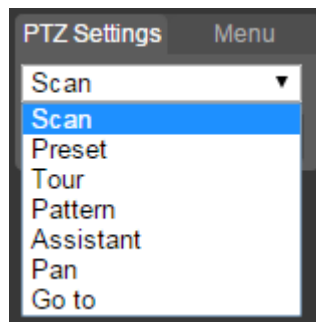 PTZ Settings Menu
Scan
Scan
Preset
Tour
Pattern
Assistant
Pan
Go to